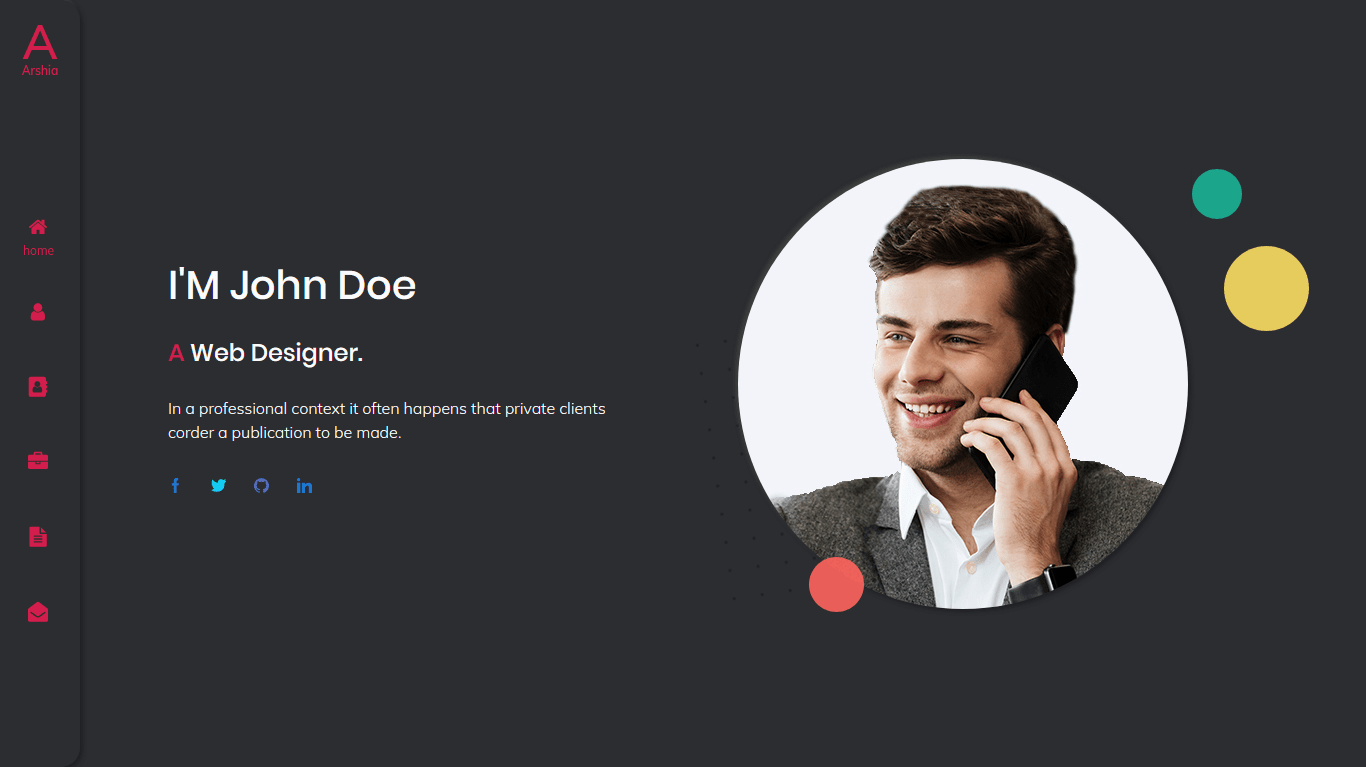 A
Arshia
home
I'M John Doe
A Web Designer.
In a professional context it often happens that private clients
corder a publication to be made.